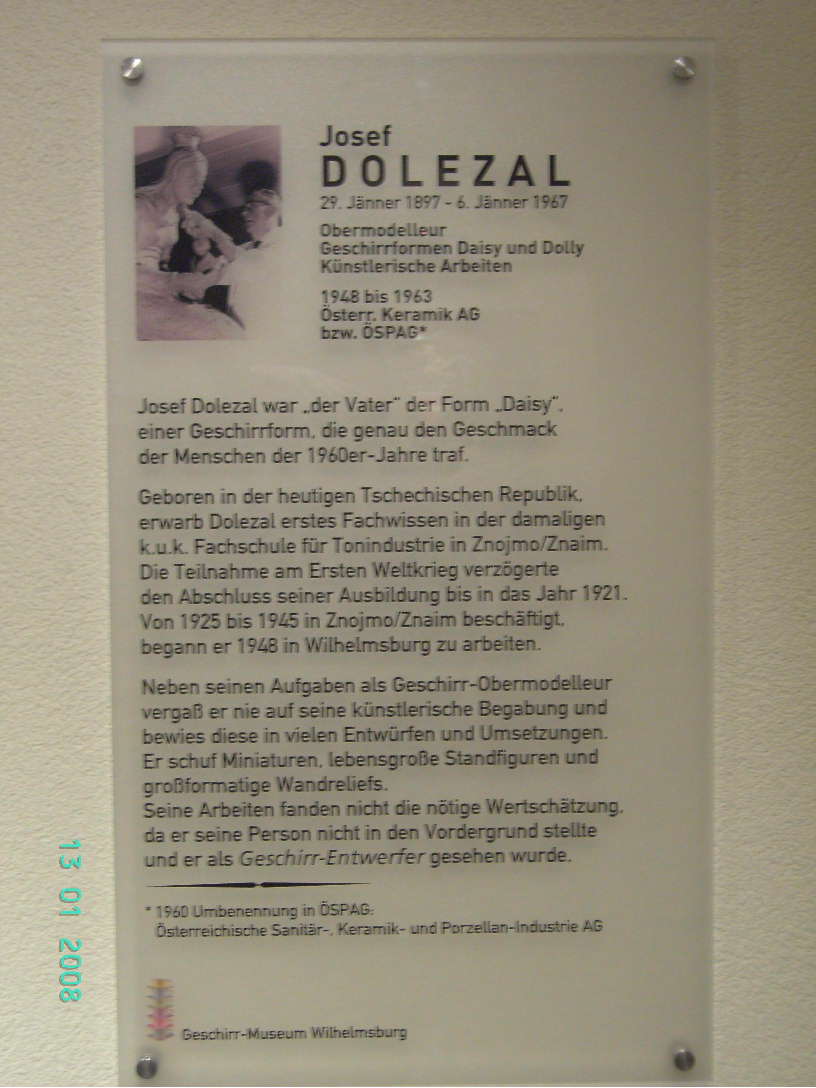 Josef
DOLEZAL
29. Jänner 1897 - 6. Jänner 1967
Obermodelleur
Geschirrformen Daisy und Dolly
Künstlerische Arbeiten
1948 bis 1963
Österr. Keramik AG
bzw. ÖSPAG*
Josef Dolezal war „der Vater" der Form „Daisy",
einer Geschirrform, die genau den Geschmack
der Menschen der 1960er-Jahre traf.
Geboren in der heutigen Tschechischen Republik,
erwarb Dolezal erstes Fachwissen in der damaligen
k.u.k. Fachschule für Tonindustrie in Znojmo/Znaim.
Die Teilnahme am Ersten Weltkrieg verzögerte
den Abschluss seiner Ausbildung bis in das Jahr 1921.
Von 1925 bis 1945 in Znojmo/Znaim beschäftigt,
begann er 1948 in Wilhelmsburg zu arbeiten.
Neben seinen Aufgaben als Geschirr-Obermodelleur
vergaß er nie auf seine künstlerische Begabung und
bewies diese in vielen Entwürfen und Umsetzungen.
Er schuf Miniaturen, lebensgroße Standfiguren und
großformatige Wandreliefs.
Seine Arbeiten fanden nicht die nötige Wertschätzung,
da er seine Person nicht in den Vordergrund stellte
und er als Geschirr-Entwerfer gesehen wurde.
* 1960 Umbenennung in ÖSPAG:
Österreichische Sanitär-, Keramik- und Porzellan-Industrie AG
Geschirr-Museum Wilhelmsburg
13 01 2008